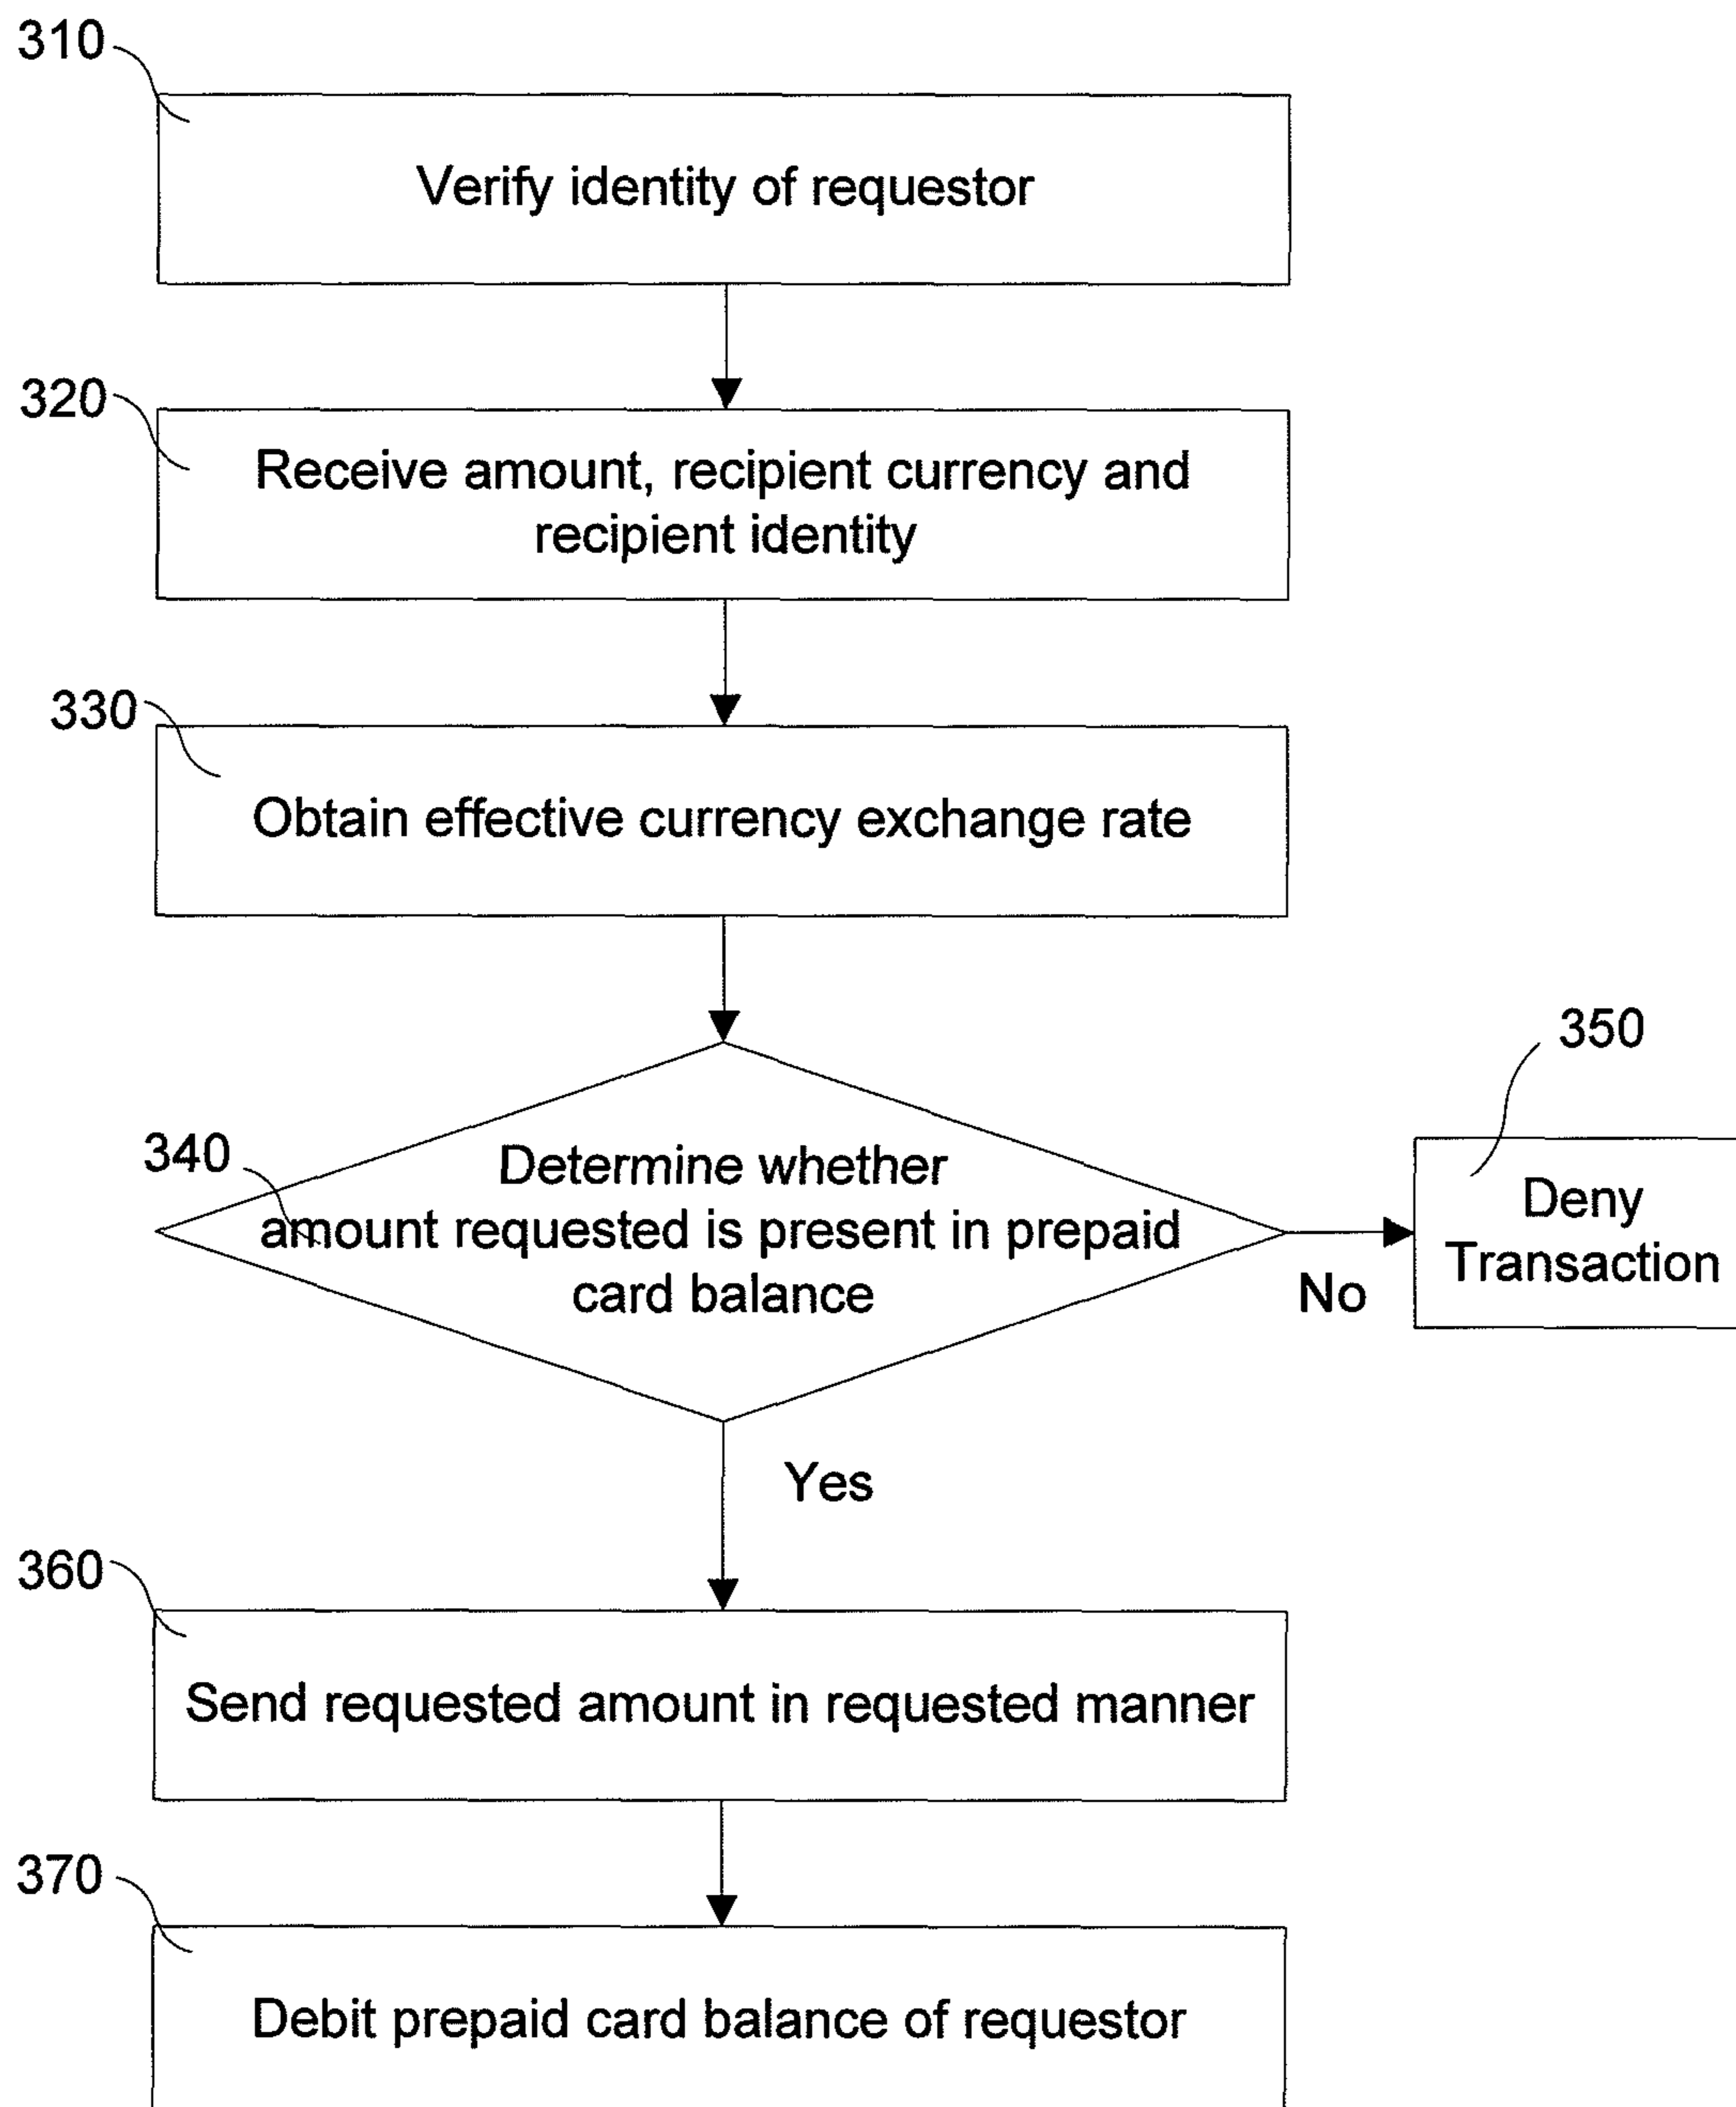 310
Verify identity of requestor
320
Receive amount, recipient currency and
recipient identity
330
Obtain effective currency exchange rate
340
Determine whether
amount requested is present in prepaid
card balance
350
Deny
Transaction
No
Yes
360
Send requested amount in requested manner
370
Debit prepaid card balance of requestor